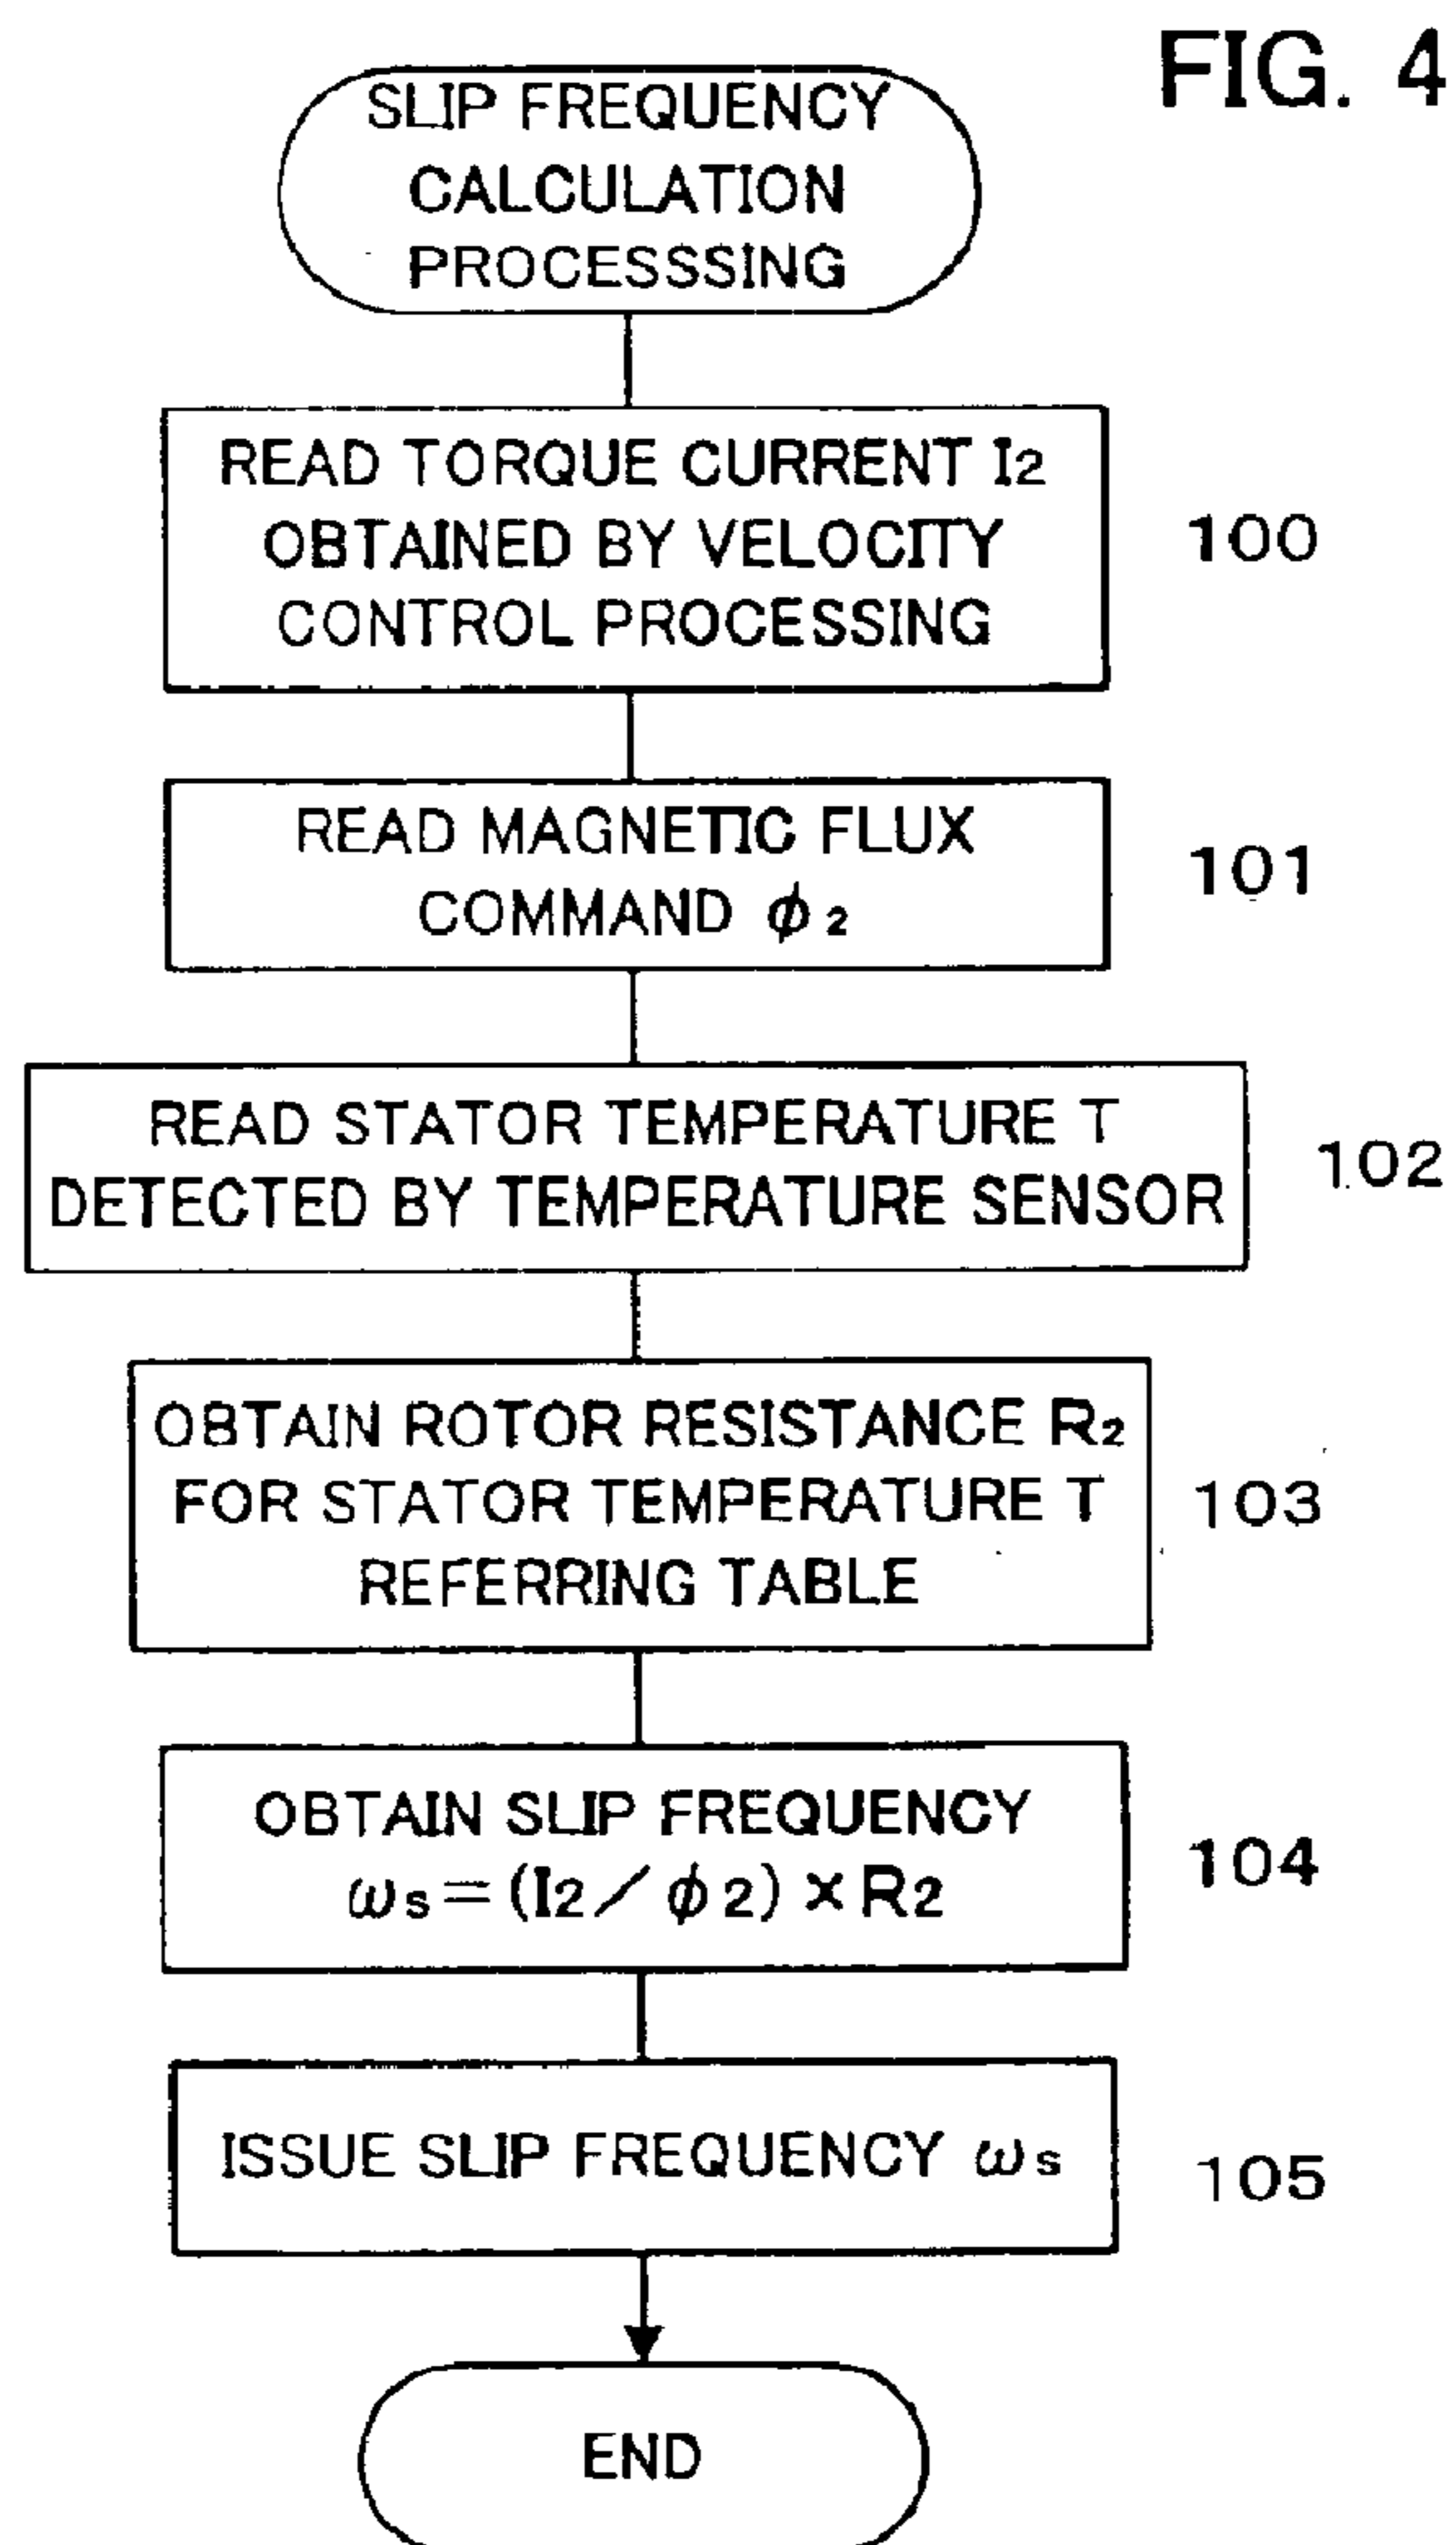 FIG. 4
SLIP FREQUENCY
CALCULATION
PROCESSSING
READ TORQUE CURRENT I2
OBTAINED BY VELOCITY
CONTROL PROCESSING
100
READ MAGNETIC FLUX
COMMAND ϕ2
101
READ STATOR TEMPERATURE T
DETECTED BY TEMPERATURE SENSOR
102
OBTAIN ROTOR RESISTANCE R2
FOR STATOR TEMPERATURE T
REFERRING TABLE
103
OBTAIN SLIP FREQUENCY
ωs=(I2/ϕ2)×R2
104
ISSUE SLIP FREQUENCY ωs
105
END